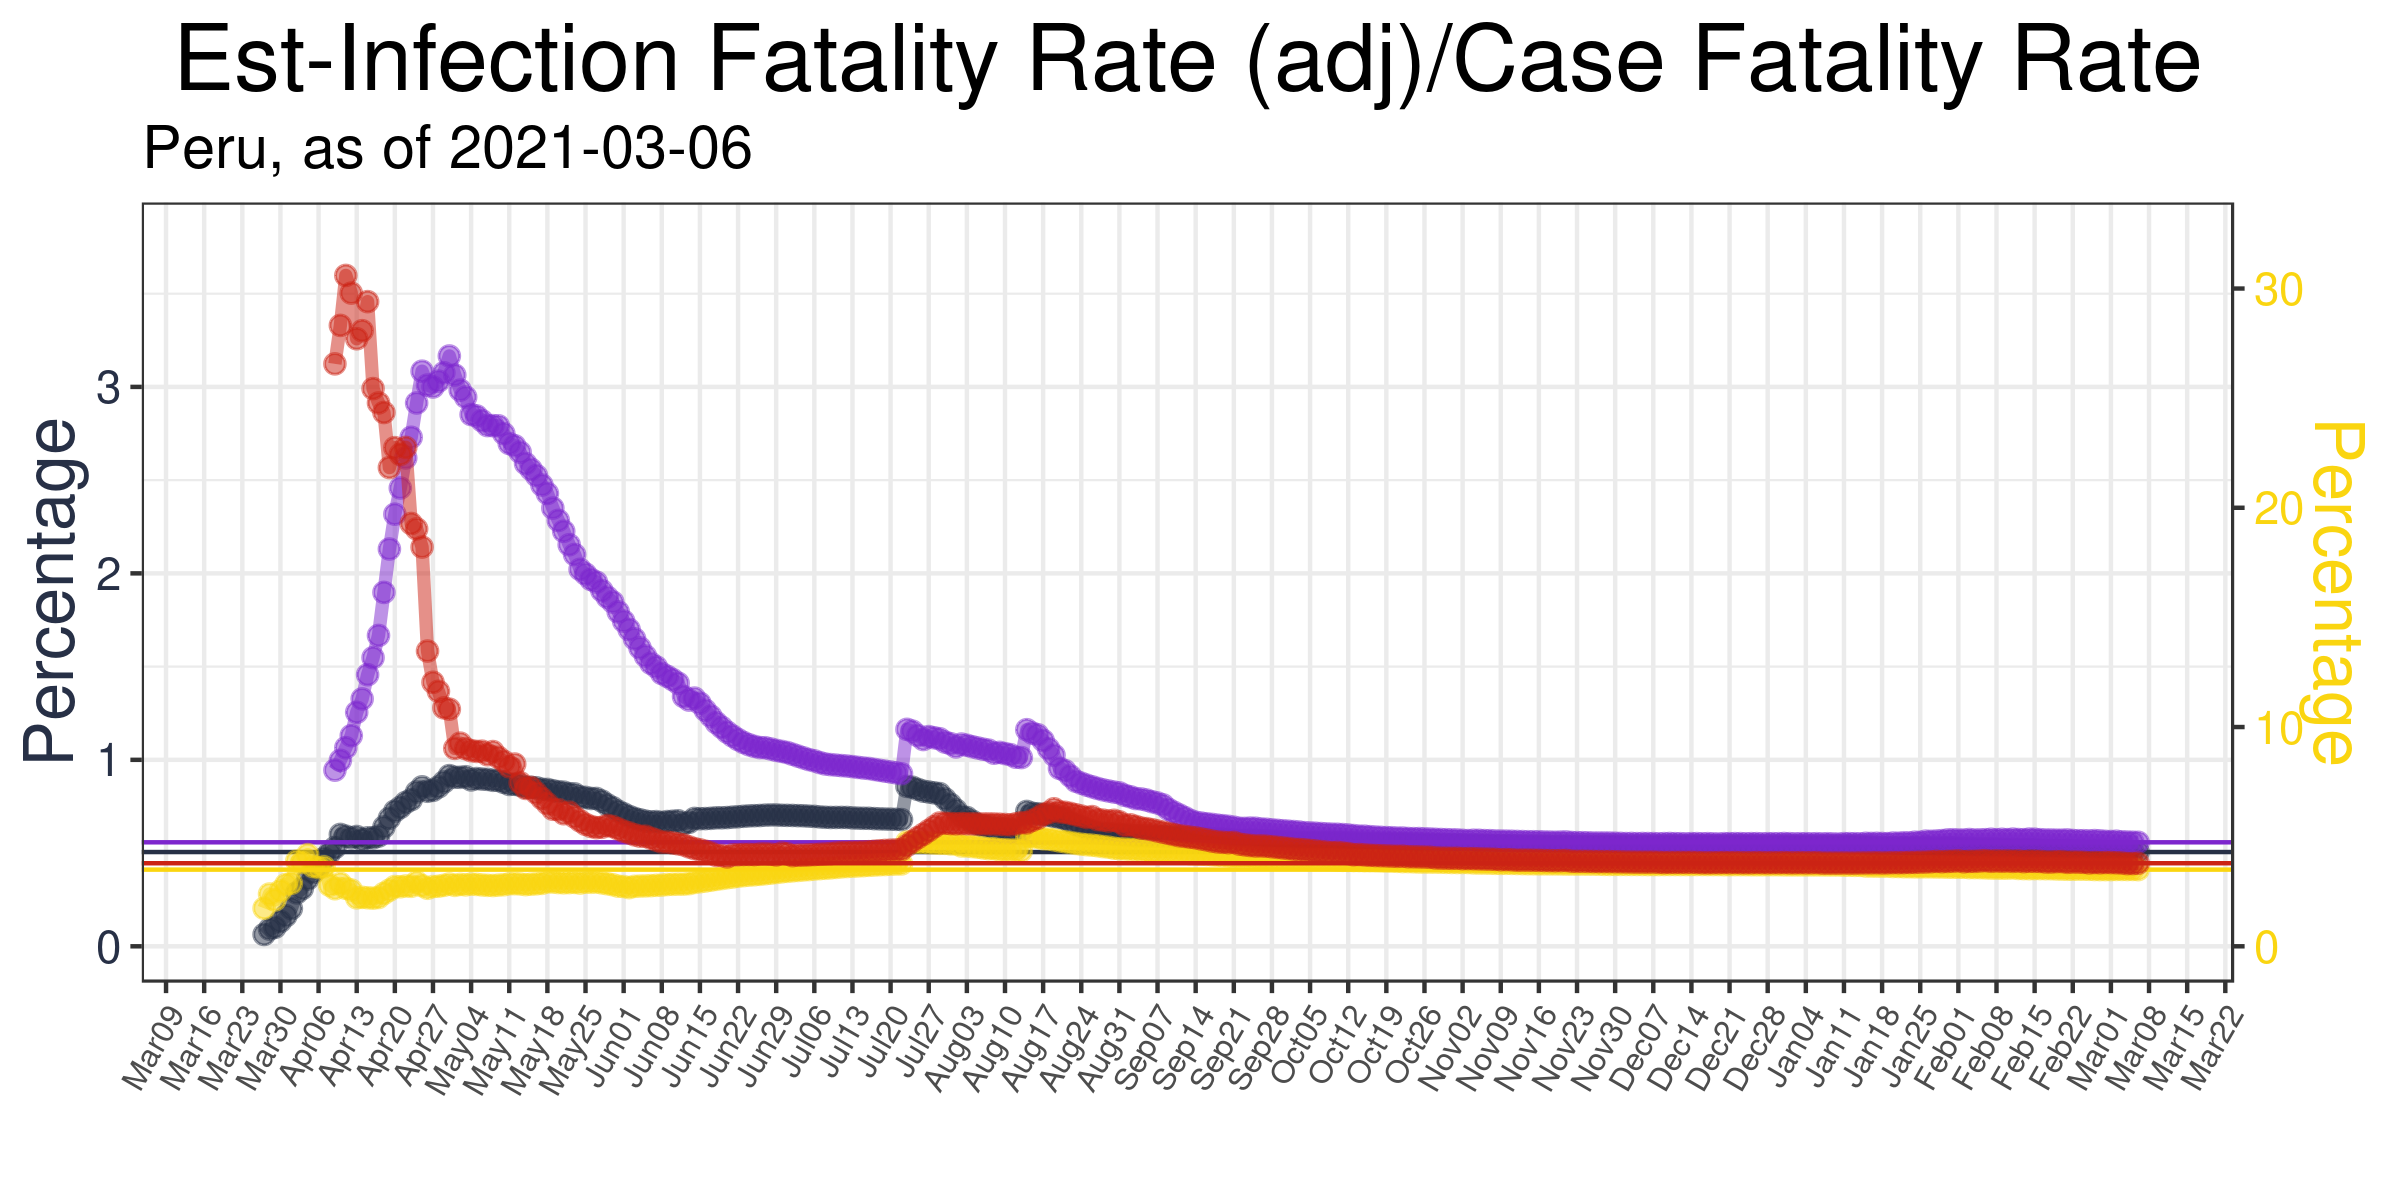 Est-Infection Fatality Rate (adj)/Case Fatality Rate
Peru, as of 2021-03-06
Percentage
3
2
1
0
30
20
10
0
Percentage
Mar09
Mar16
Mar23
Mar30
Apr06
Apr13
Apr20
Apr27
May04
May11
May18
May25
Jun01
Jun08
Jun15
Jun22
Jun29
Jul06
Jul13
Jul20
Jul27
Aug03
Aug10
Aug17
Aug24
Aug31
Sep07
Sep14
Sep21
Sep28
Oct05
Oct12
Oct19
Oct26
Nov02
Nov09
Nov16
Nov23
Nov30
Dec07
Dec14
Dec21
Dec28
Dec04
Jan11
Jan18
Jan25
Feb01
Feb08
Feb15
Feb22
Mar01
Mar08
Mar15
Mar22